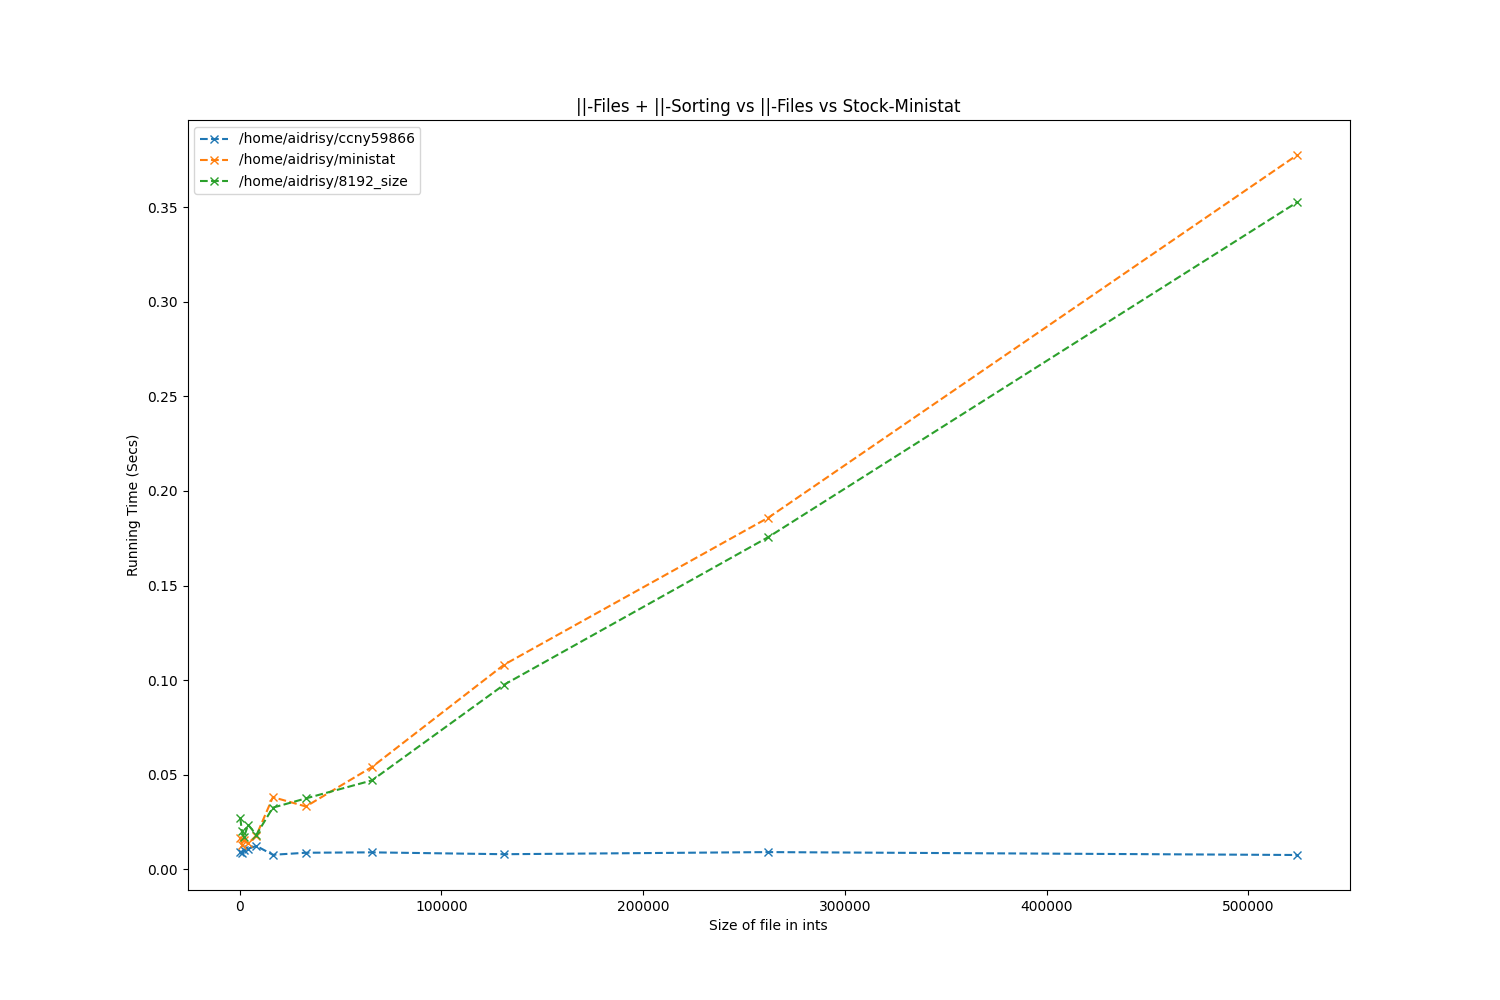 ||-Files + ||-Sorting vs ||-Files vs Stock-Ministat
/home/aidrisy/ccny59866
/home/aidrisy/ministat
/home/aidrisy/8192_size
0.35
0.30
0.25
0.20
0.15
0.10
0.05
0.00
Running Time (Secs)
0 100000 200000 300000 400000 500000
Size of file in ints